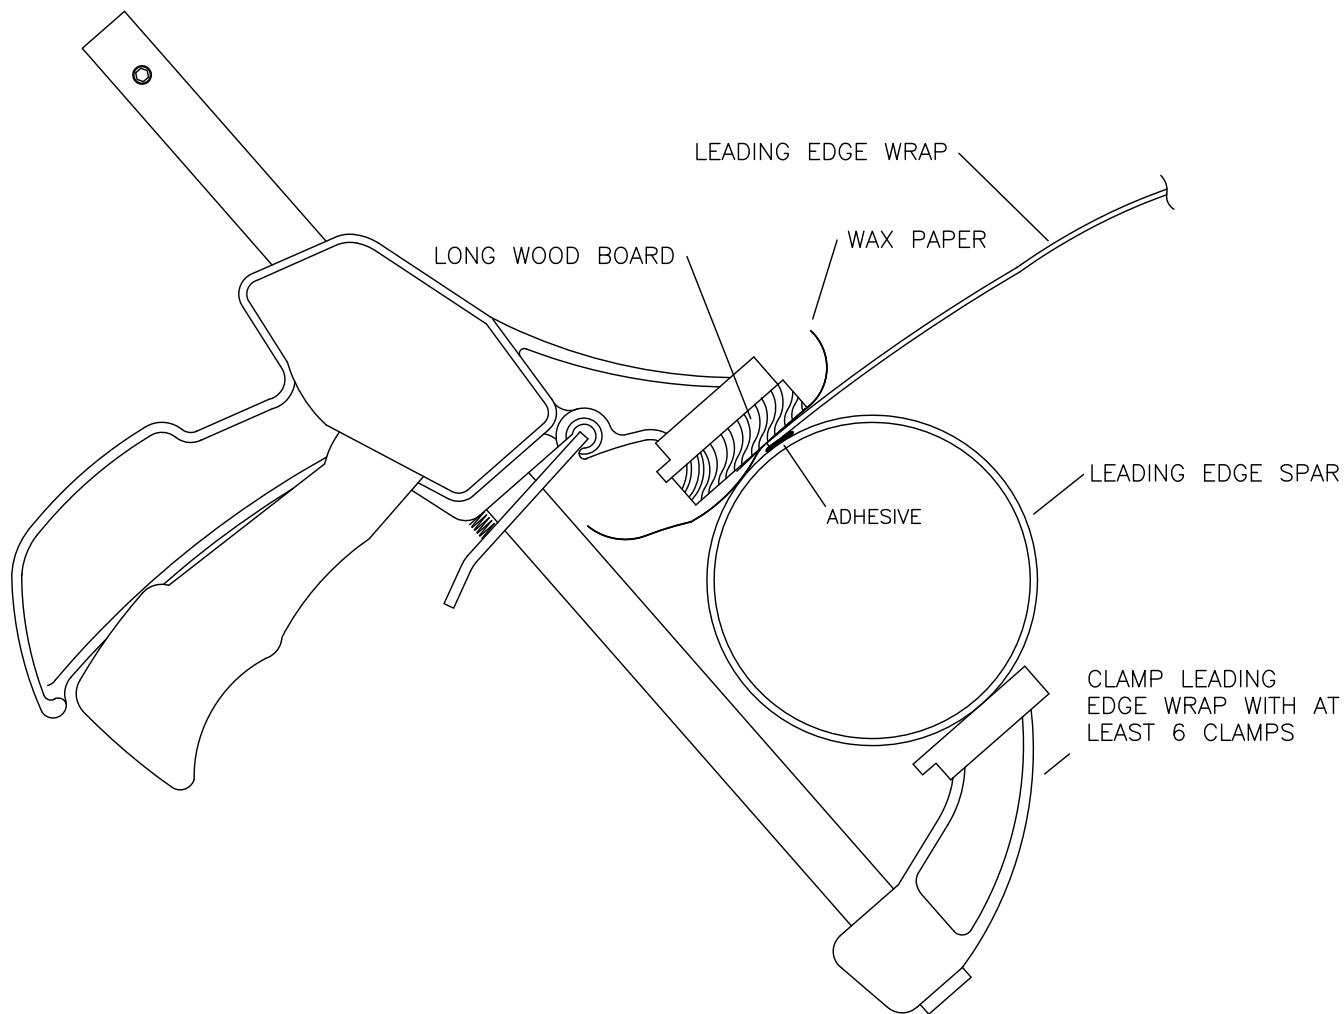 LEADING EDGE WRAP
WAX PAPER
LONG WOOD BOARD
LEADING EDGE SPAR
ADHESIVE
CLAMP LEADING
EDGE WRAP WITH AT
LEAST 6 CLAMPS